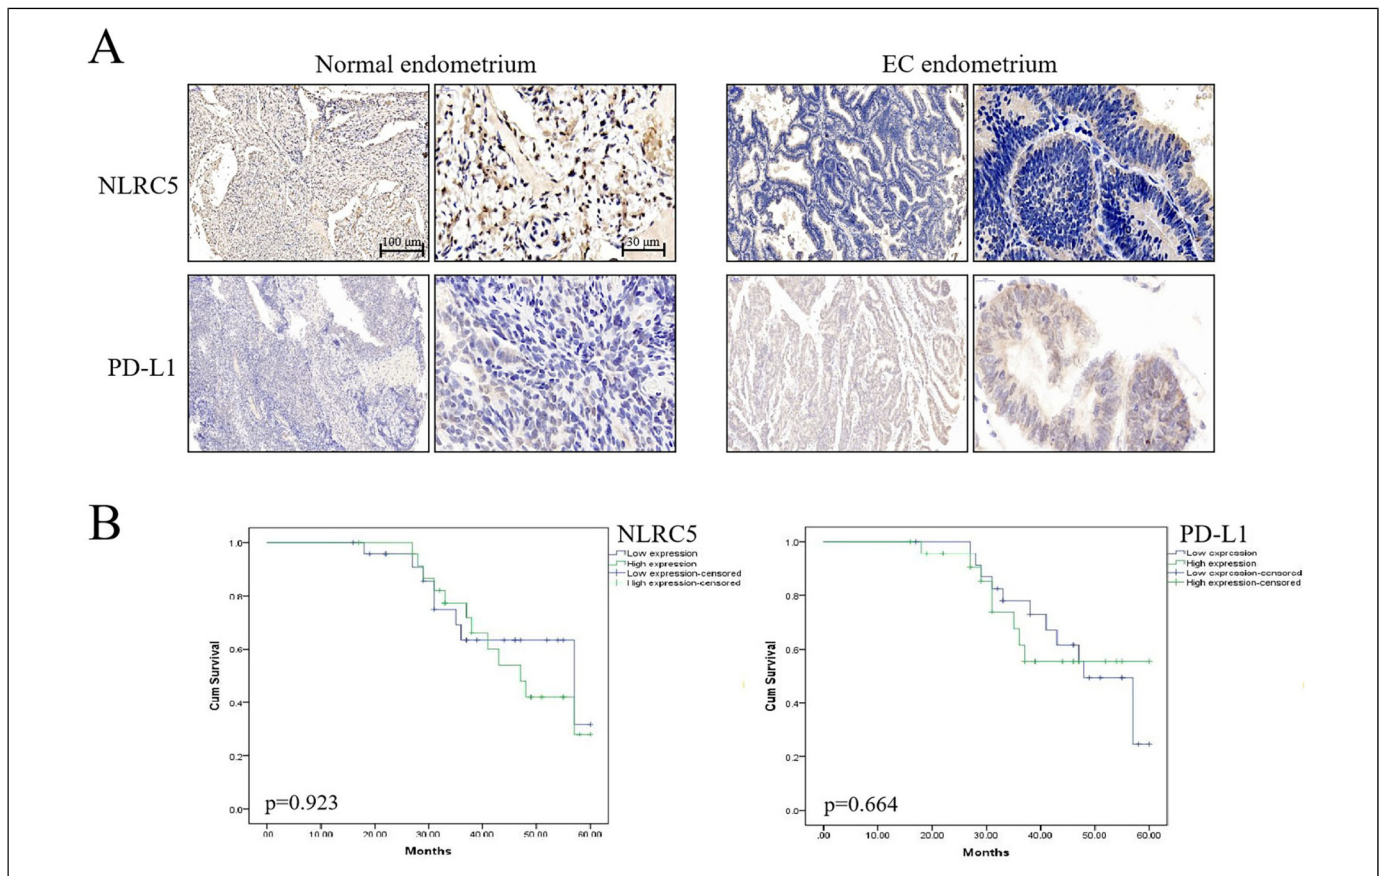 A
Normal endometrium
EC endometrium
NLRC5
100 μm
30 μm
PD-L1
B
NLRC5
Low expression
High expression
Low expression-censored
High expression-censored
Cum Survival
1.0
0.8
0.6
0.4
0.2
0.0
p=0.923
.00 10.00 20.00 30.00 40.00 50.00 60.00
Months
PD-L1
Low expression
High expression
Low expression-censored
High expression-censored
Cum Survival
1.0
0.8
0.6
0.4
0.2
0.0
p=0.664
.00 10.00 20.00 30.00 40.00 50.00 60.00
Months